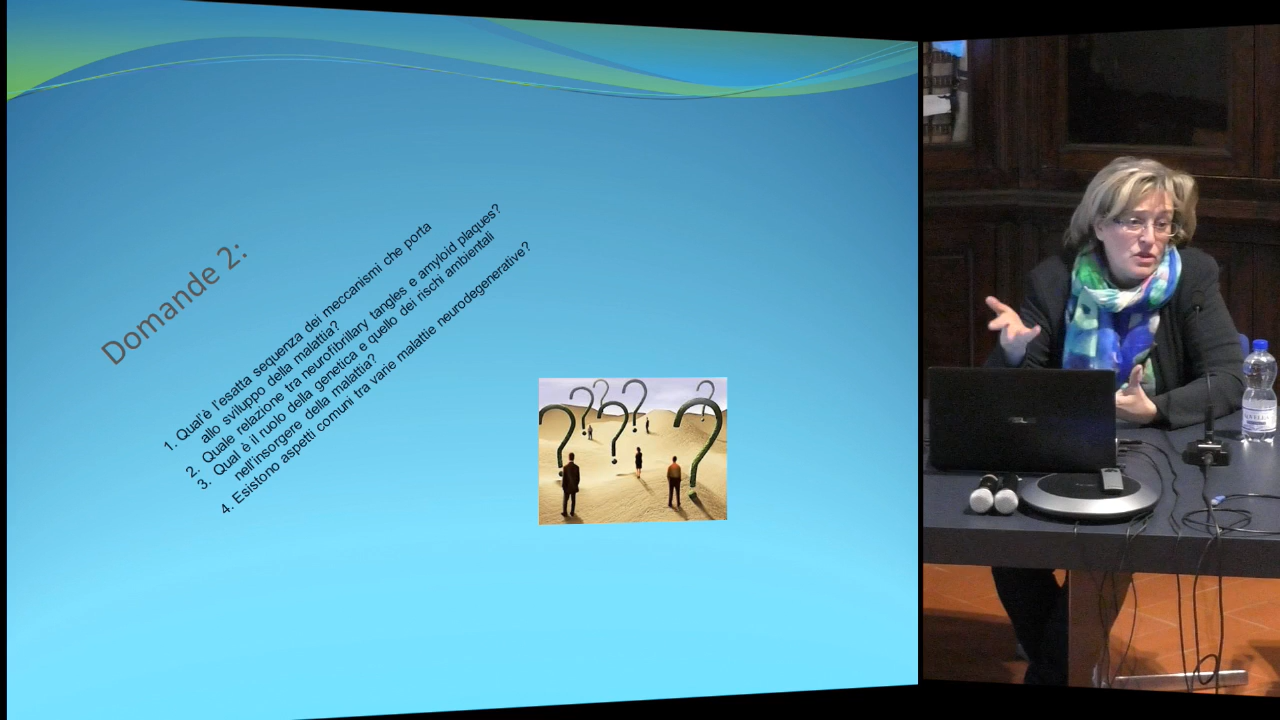 Domande 2:
1. Qual'è l'esatta sequenza dei meccanismi che porta
allo sviluppo della malattia?
2. Quale relazione tra neurofibrillary tangles e amyloid plaques?
3. Qual è il ruolo della genetica e quello dei rischi ambientali
nell'insorgere della malattia?
4. Esistono aspetti comuni tra varie malattie neurodegenerative?